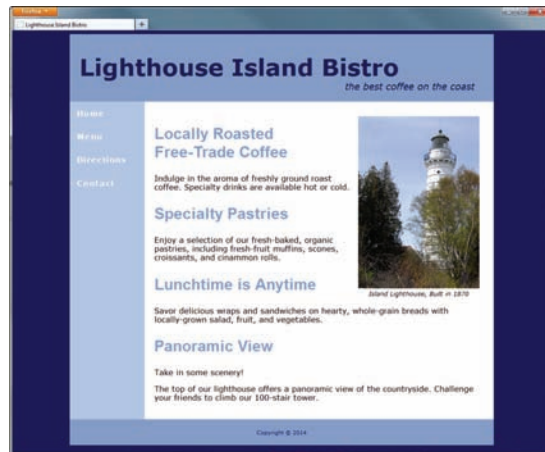 Firefox
Lighthouse Island Bistro
Lighthouse Island Bistro
the best coffee on the coast
Home
Menu
Directions
Contact
Locally Roasted
Free-Trade Coffee
Indulge in the aroma of freshly ground roast
coffee. Specialty drinks are available hot or cold.
Specialty Pastries
Enjoy a selection of our fresh-baked, organic
pastries, including fresh-fruit muffins, scones,
croissants, and cinammon rolls.
Island Lighthouse, Built in 1870
Lunchtime is Anytime
Savor delicious wraps and sandwiches on hearty, whole-grain breads with
locally-grown salad, fruit, and vegetables.
Panoramic View
Take in some scenery!
The top of our lighthouse offers a panoramic view of the countryside. Challenge
your friends to climb our 100-stair tower.
Copyright © 2014